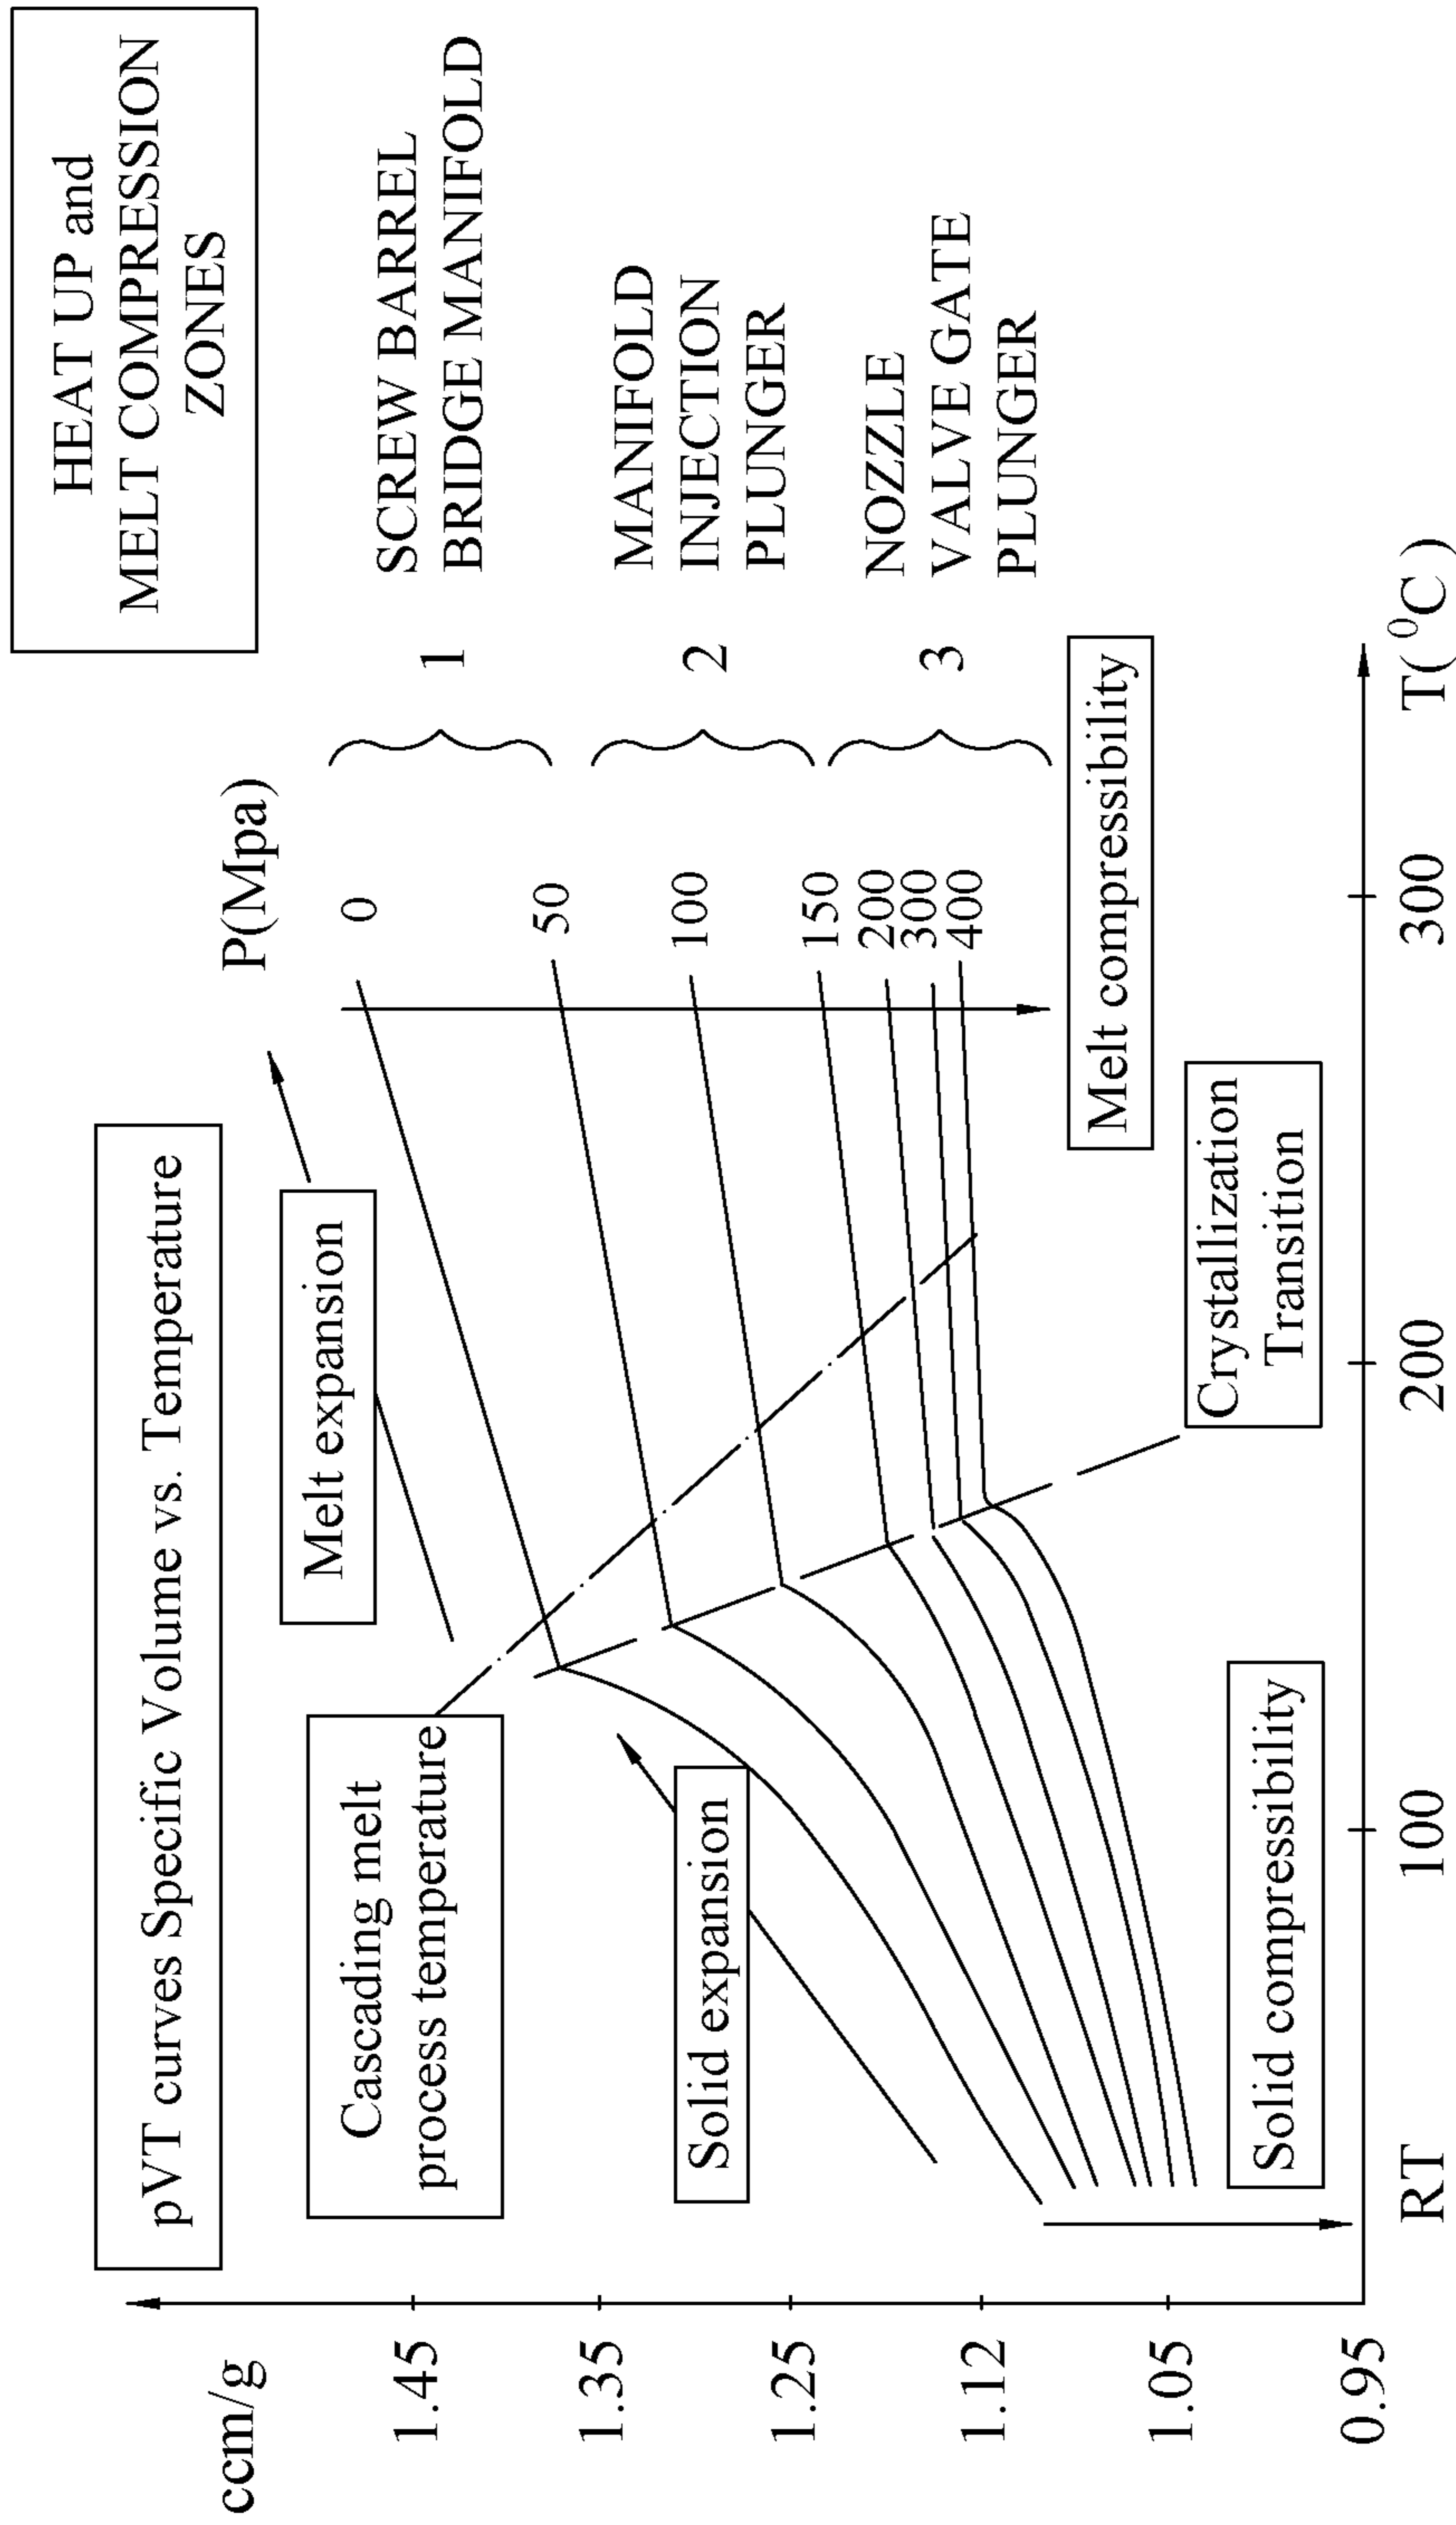 pVT curves Specific Volume vs. Temperature
HEAT UP and
MELT COMPRESSION
ZONES
ccm/g
1.45
1.35
1.25
1.12
1.05
0.95
Cascading melt
process temperature
Melt expansion
Solid expansion
Solid compressibility
Crystallization
Transition
Melt compressibility
P(Mpa)
0
50
100
150
200
300
400
1
SCREW BARREL
BRIDGE MANIFOLD
2
MANIFOLD
INJECTION
PLUNGER
3
NOZZLE
VALVE GATE
PLUNGER
RT
100
200
300
T( ⁰C )